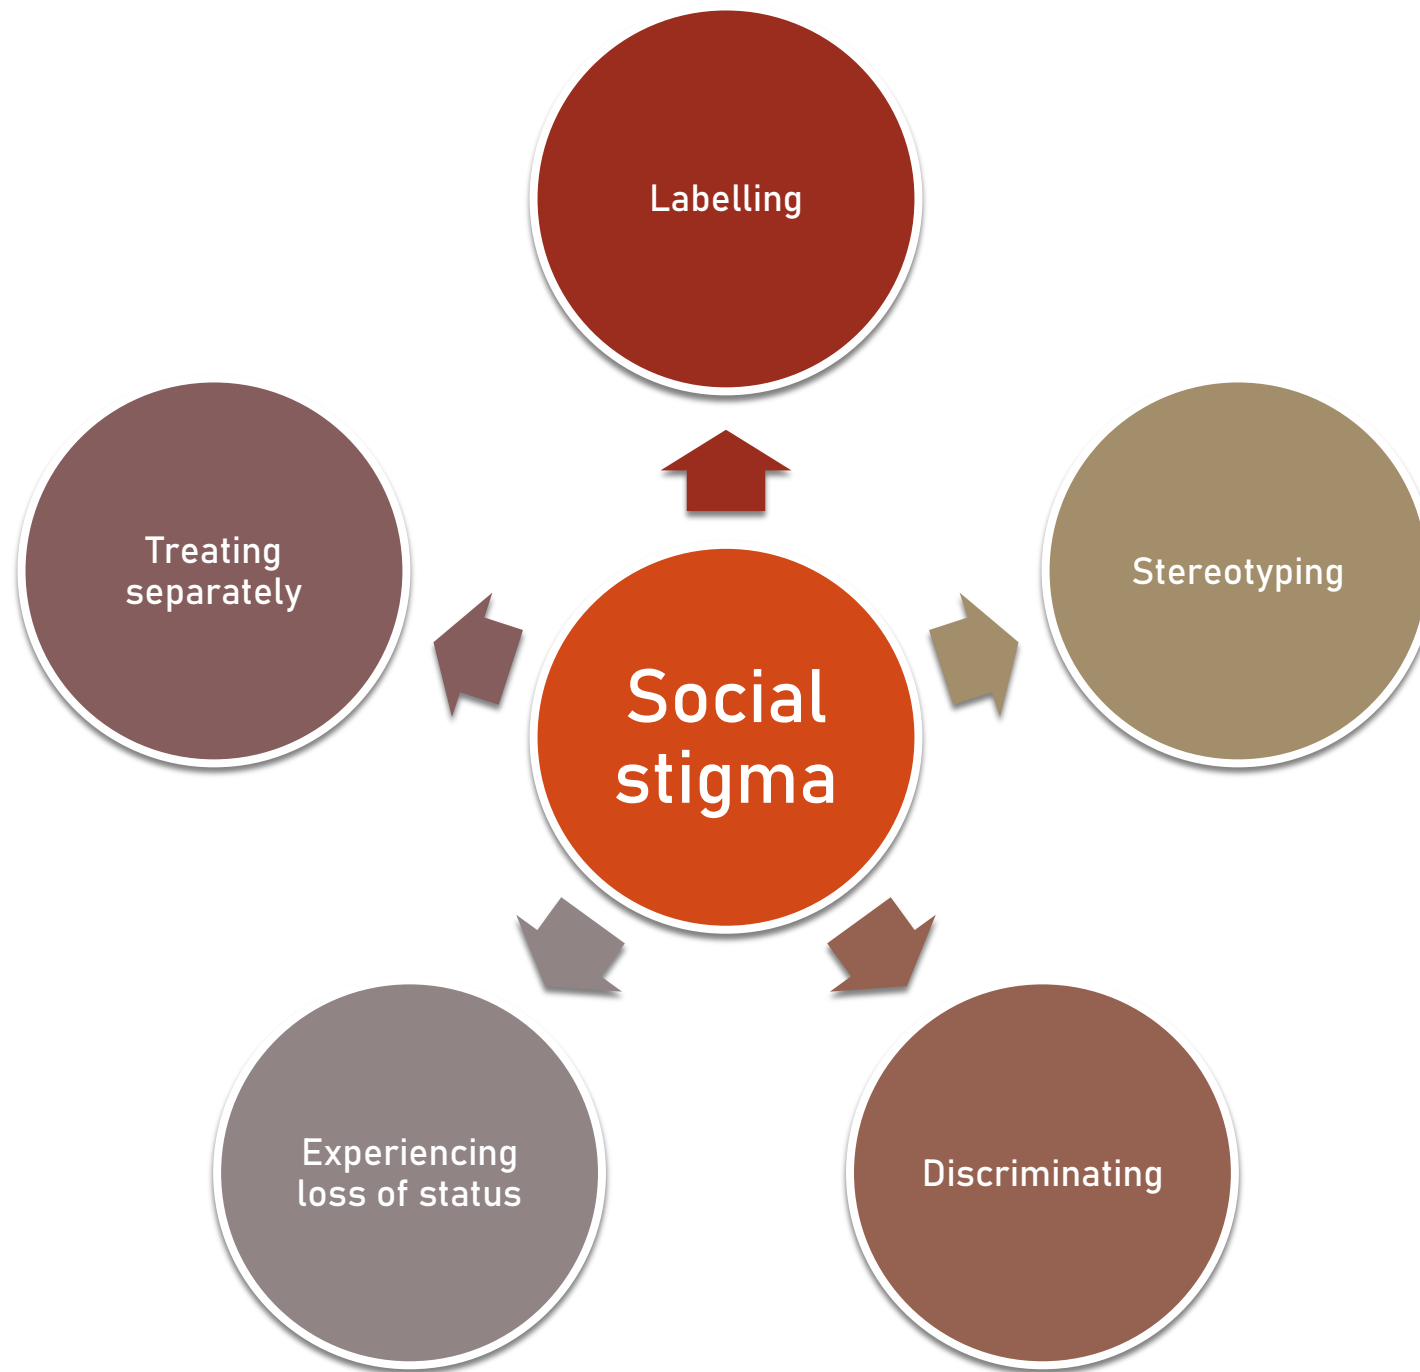 Labelling
Stereotyping
Discriminating
Experiencing
loss of status
Treating
separately
Social
stigma